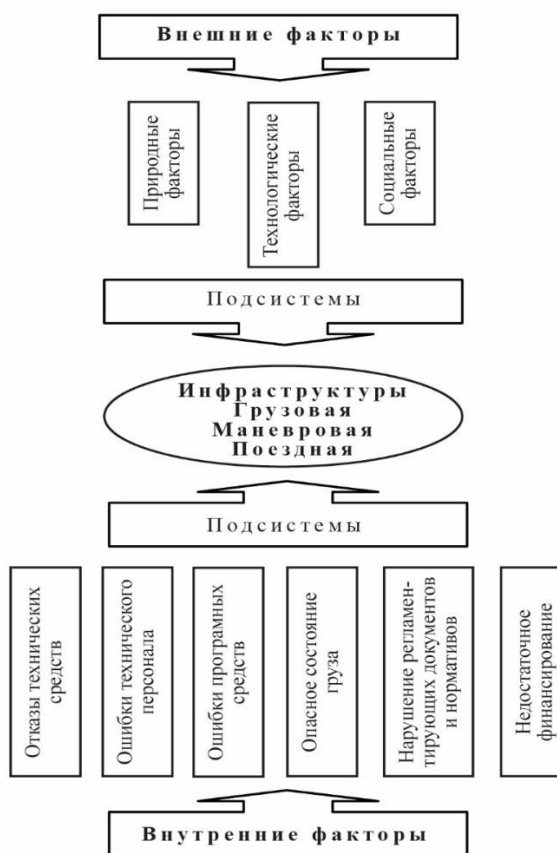 Внешние факторы
Природные
факторы
Технологические
факторы
Социальные
факторы
Подсистемы
Инфраструктуры
Грузовая
Маневровая
Поездная
Подсистемы
Отказы технических
средств
Ошибки технического
персонала
Ошибки програмных
средств
Опасное состояние
груза
Нарушение регламен-
тирующих документов
и нормативов
Недостаточное
финансирование
Внутренние факторы